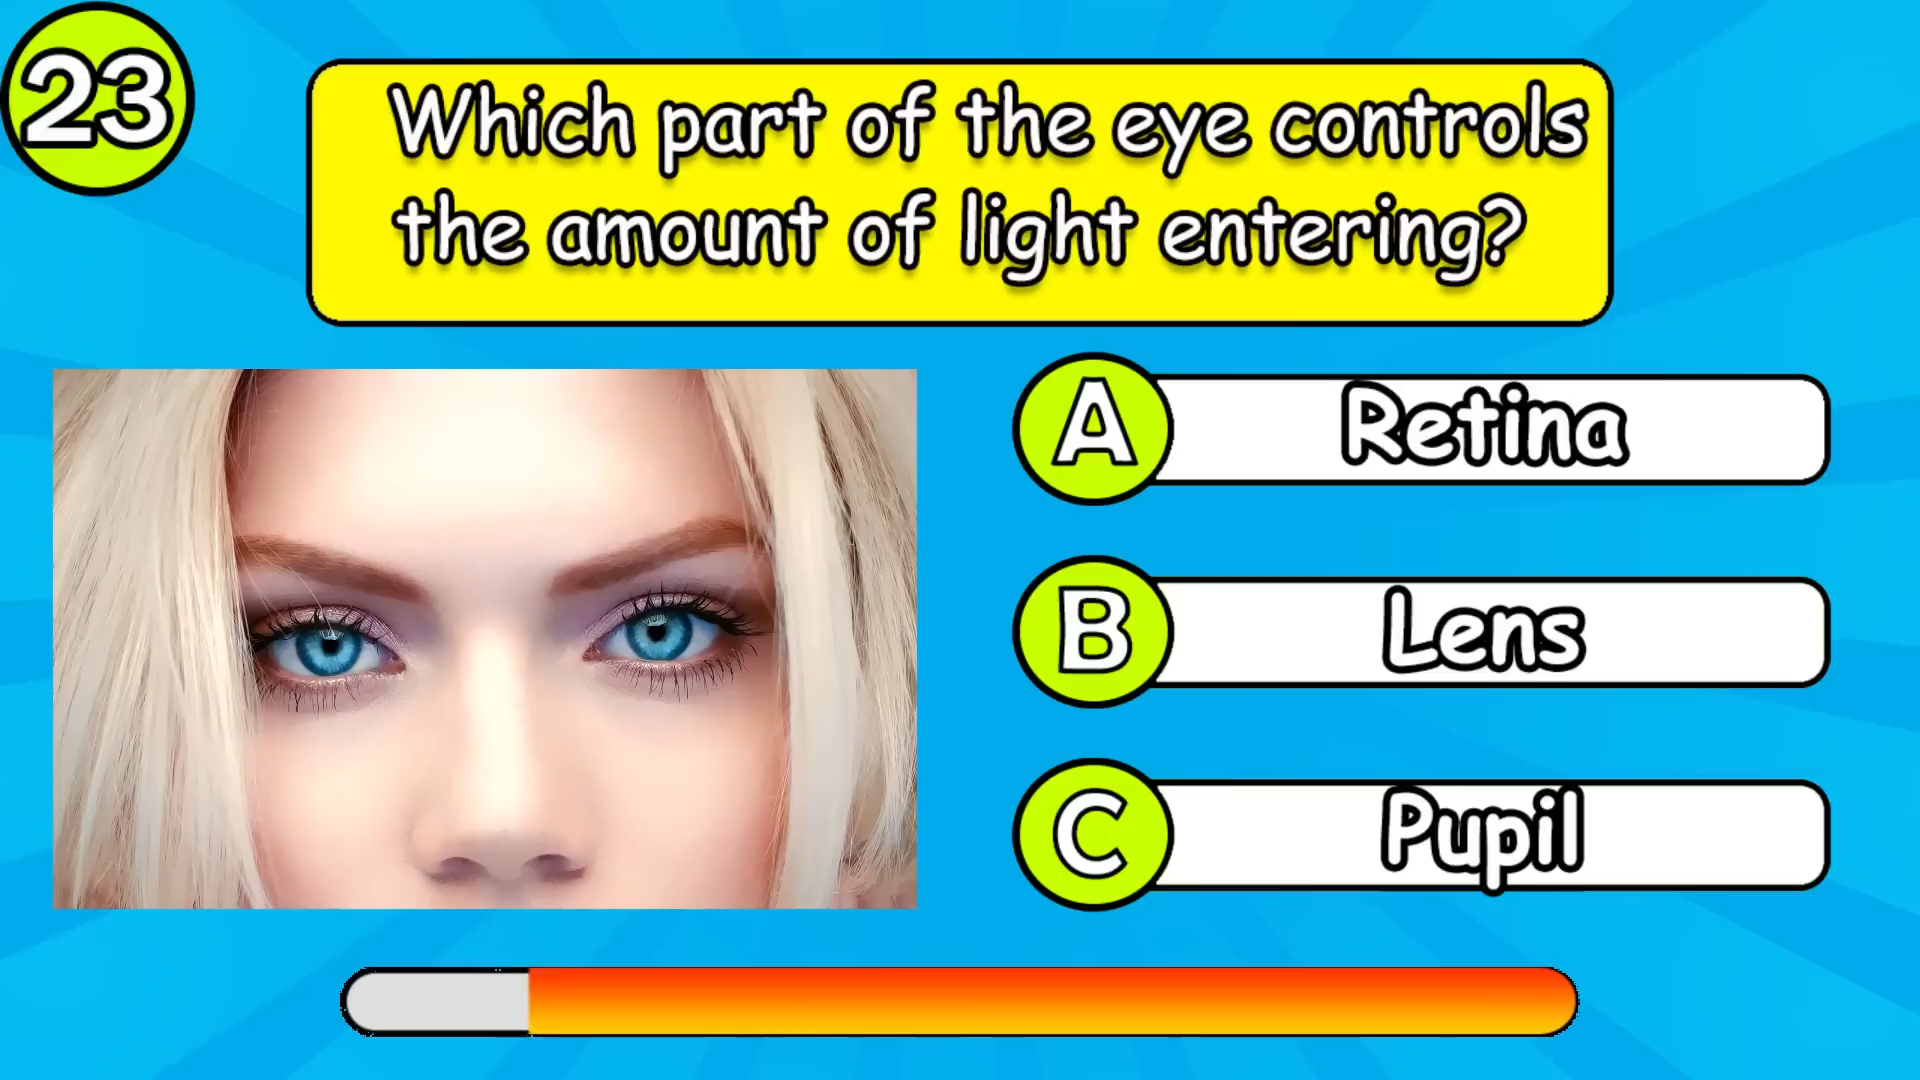 23
Which part of the eye controls
the amount of light entering?
A Retina
B Lens
C Pupil